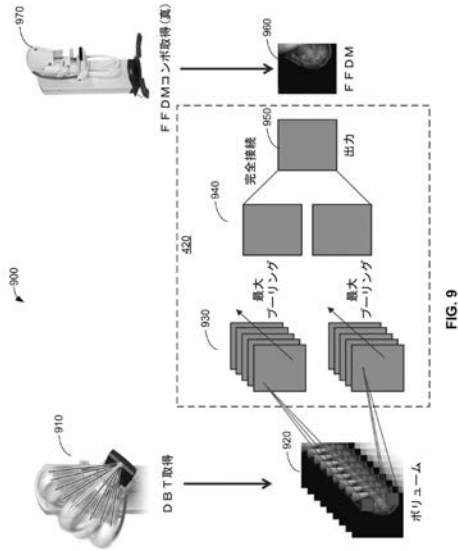 900
910
DBT取得
920
ボリューム
420
930
最大
プーリング
最大
プーリング
940
完全接続
950
出力
970
FFDMコンボ取得(真)
960
FFDM
FIG. 9